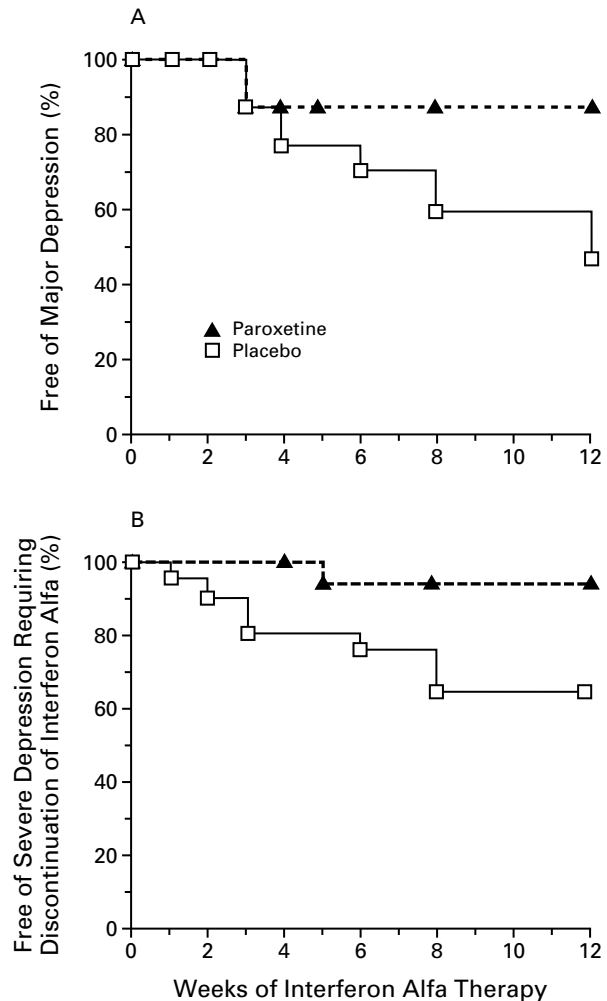 A
Free of Major Depression (%)
100
80
60
40
20
0
Paroxetine
Placebo
0 2 4 6 8 10 12
B
Free of Severe Depression Requiring
Discontinuation of Interferon Alfa (%)
100
80
60
40
20
0
0 2 4 6 8 10 12
Weeks of Interferon Alfa Therapy